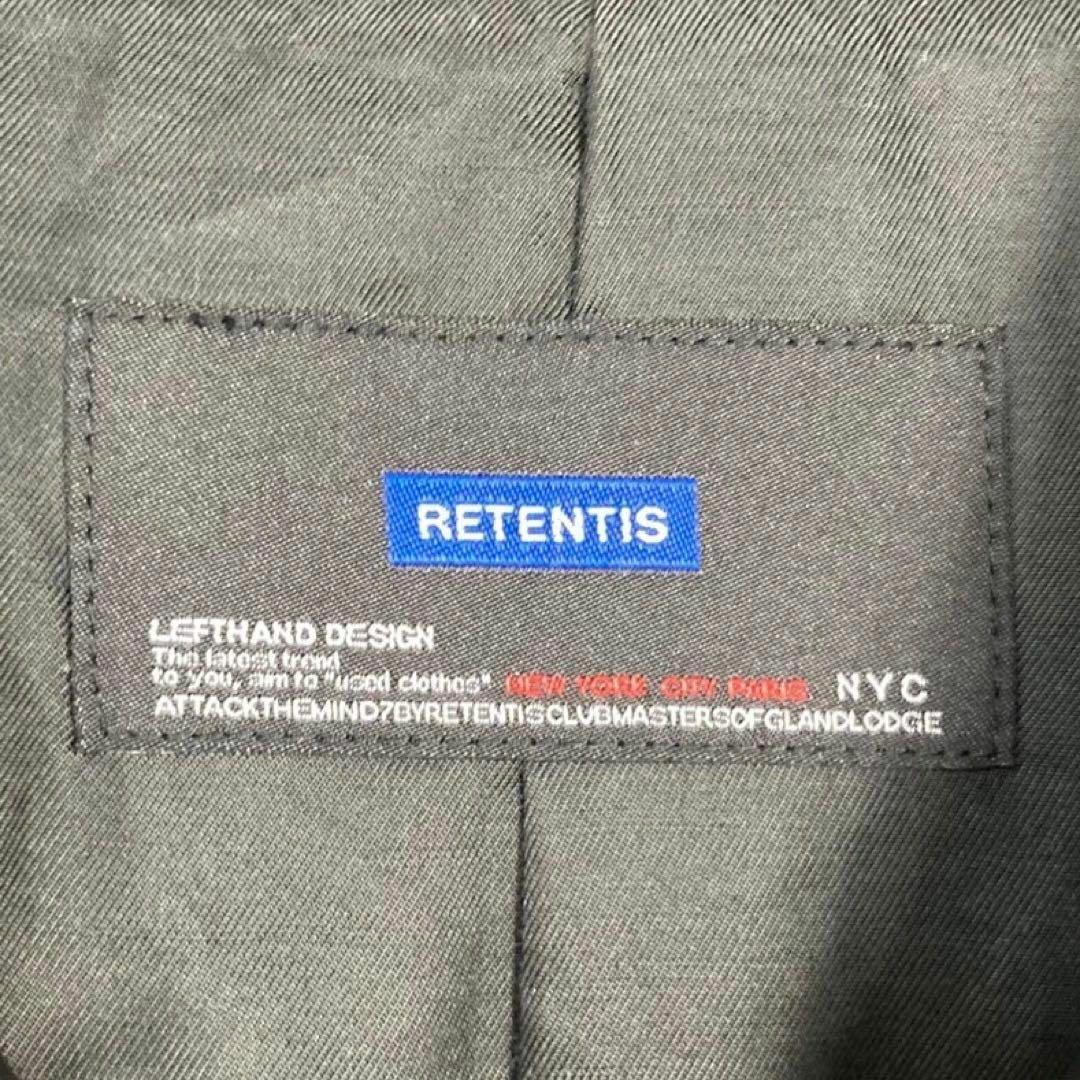 RETENTIS
LEFTHAND DESIGN
The latest trend
to you, aim to "used clothes". NEW YORK CITY PARIS. NYC
ATTACKTHEMIND7BYRETENTISCLUBMASTERSOFGLANDLODGE